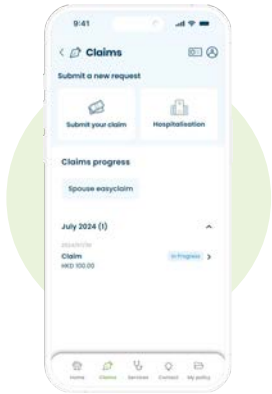 9:41
Claims
Submit a new request
Submit your claim
Hospitalisation
Claims progress
Spouse easyclaim
July 2024 (1)
Claim
In Progress
HKD 100.00
Home
Claims
Services
Contact
My policy